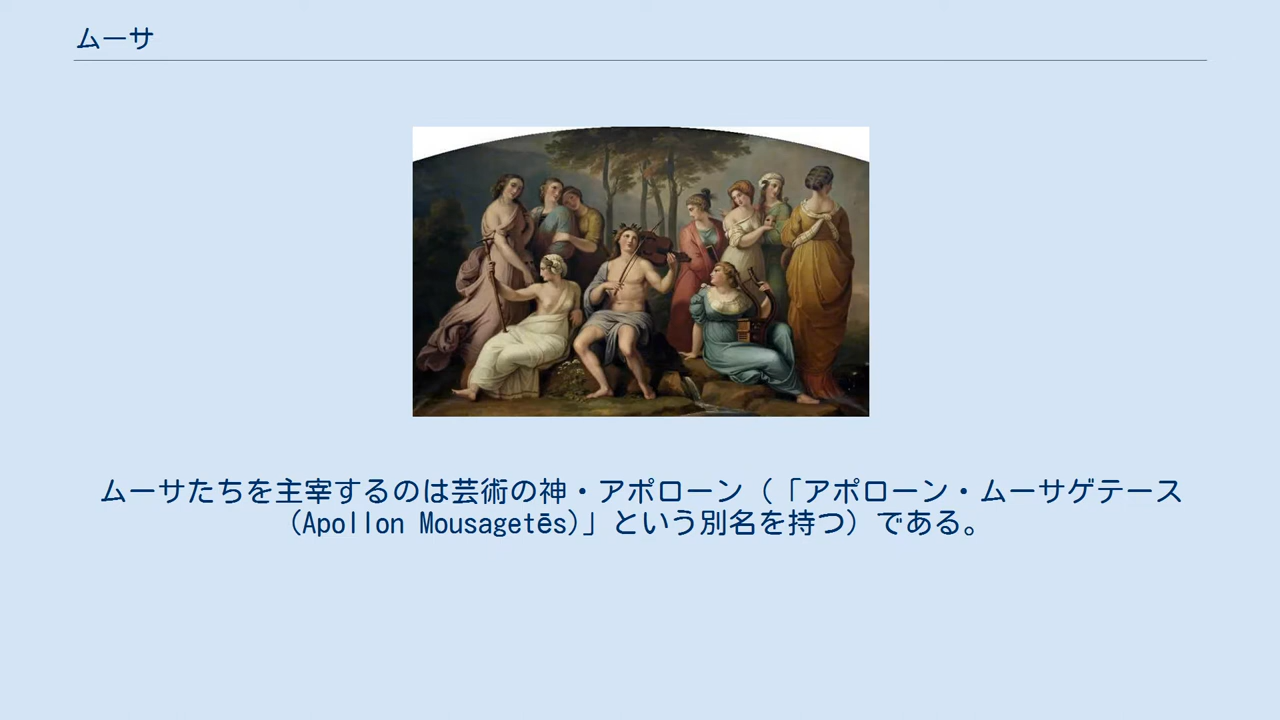 ムーサ
ムーサたちを主宰するのは芸術の神・アポローン（「アポローン・ムーサゲテース
（Apollon Mousagetēs)」という別名を持つ）である。